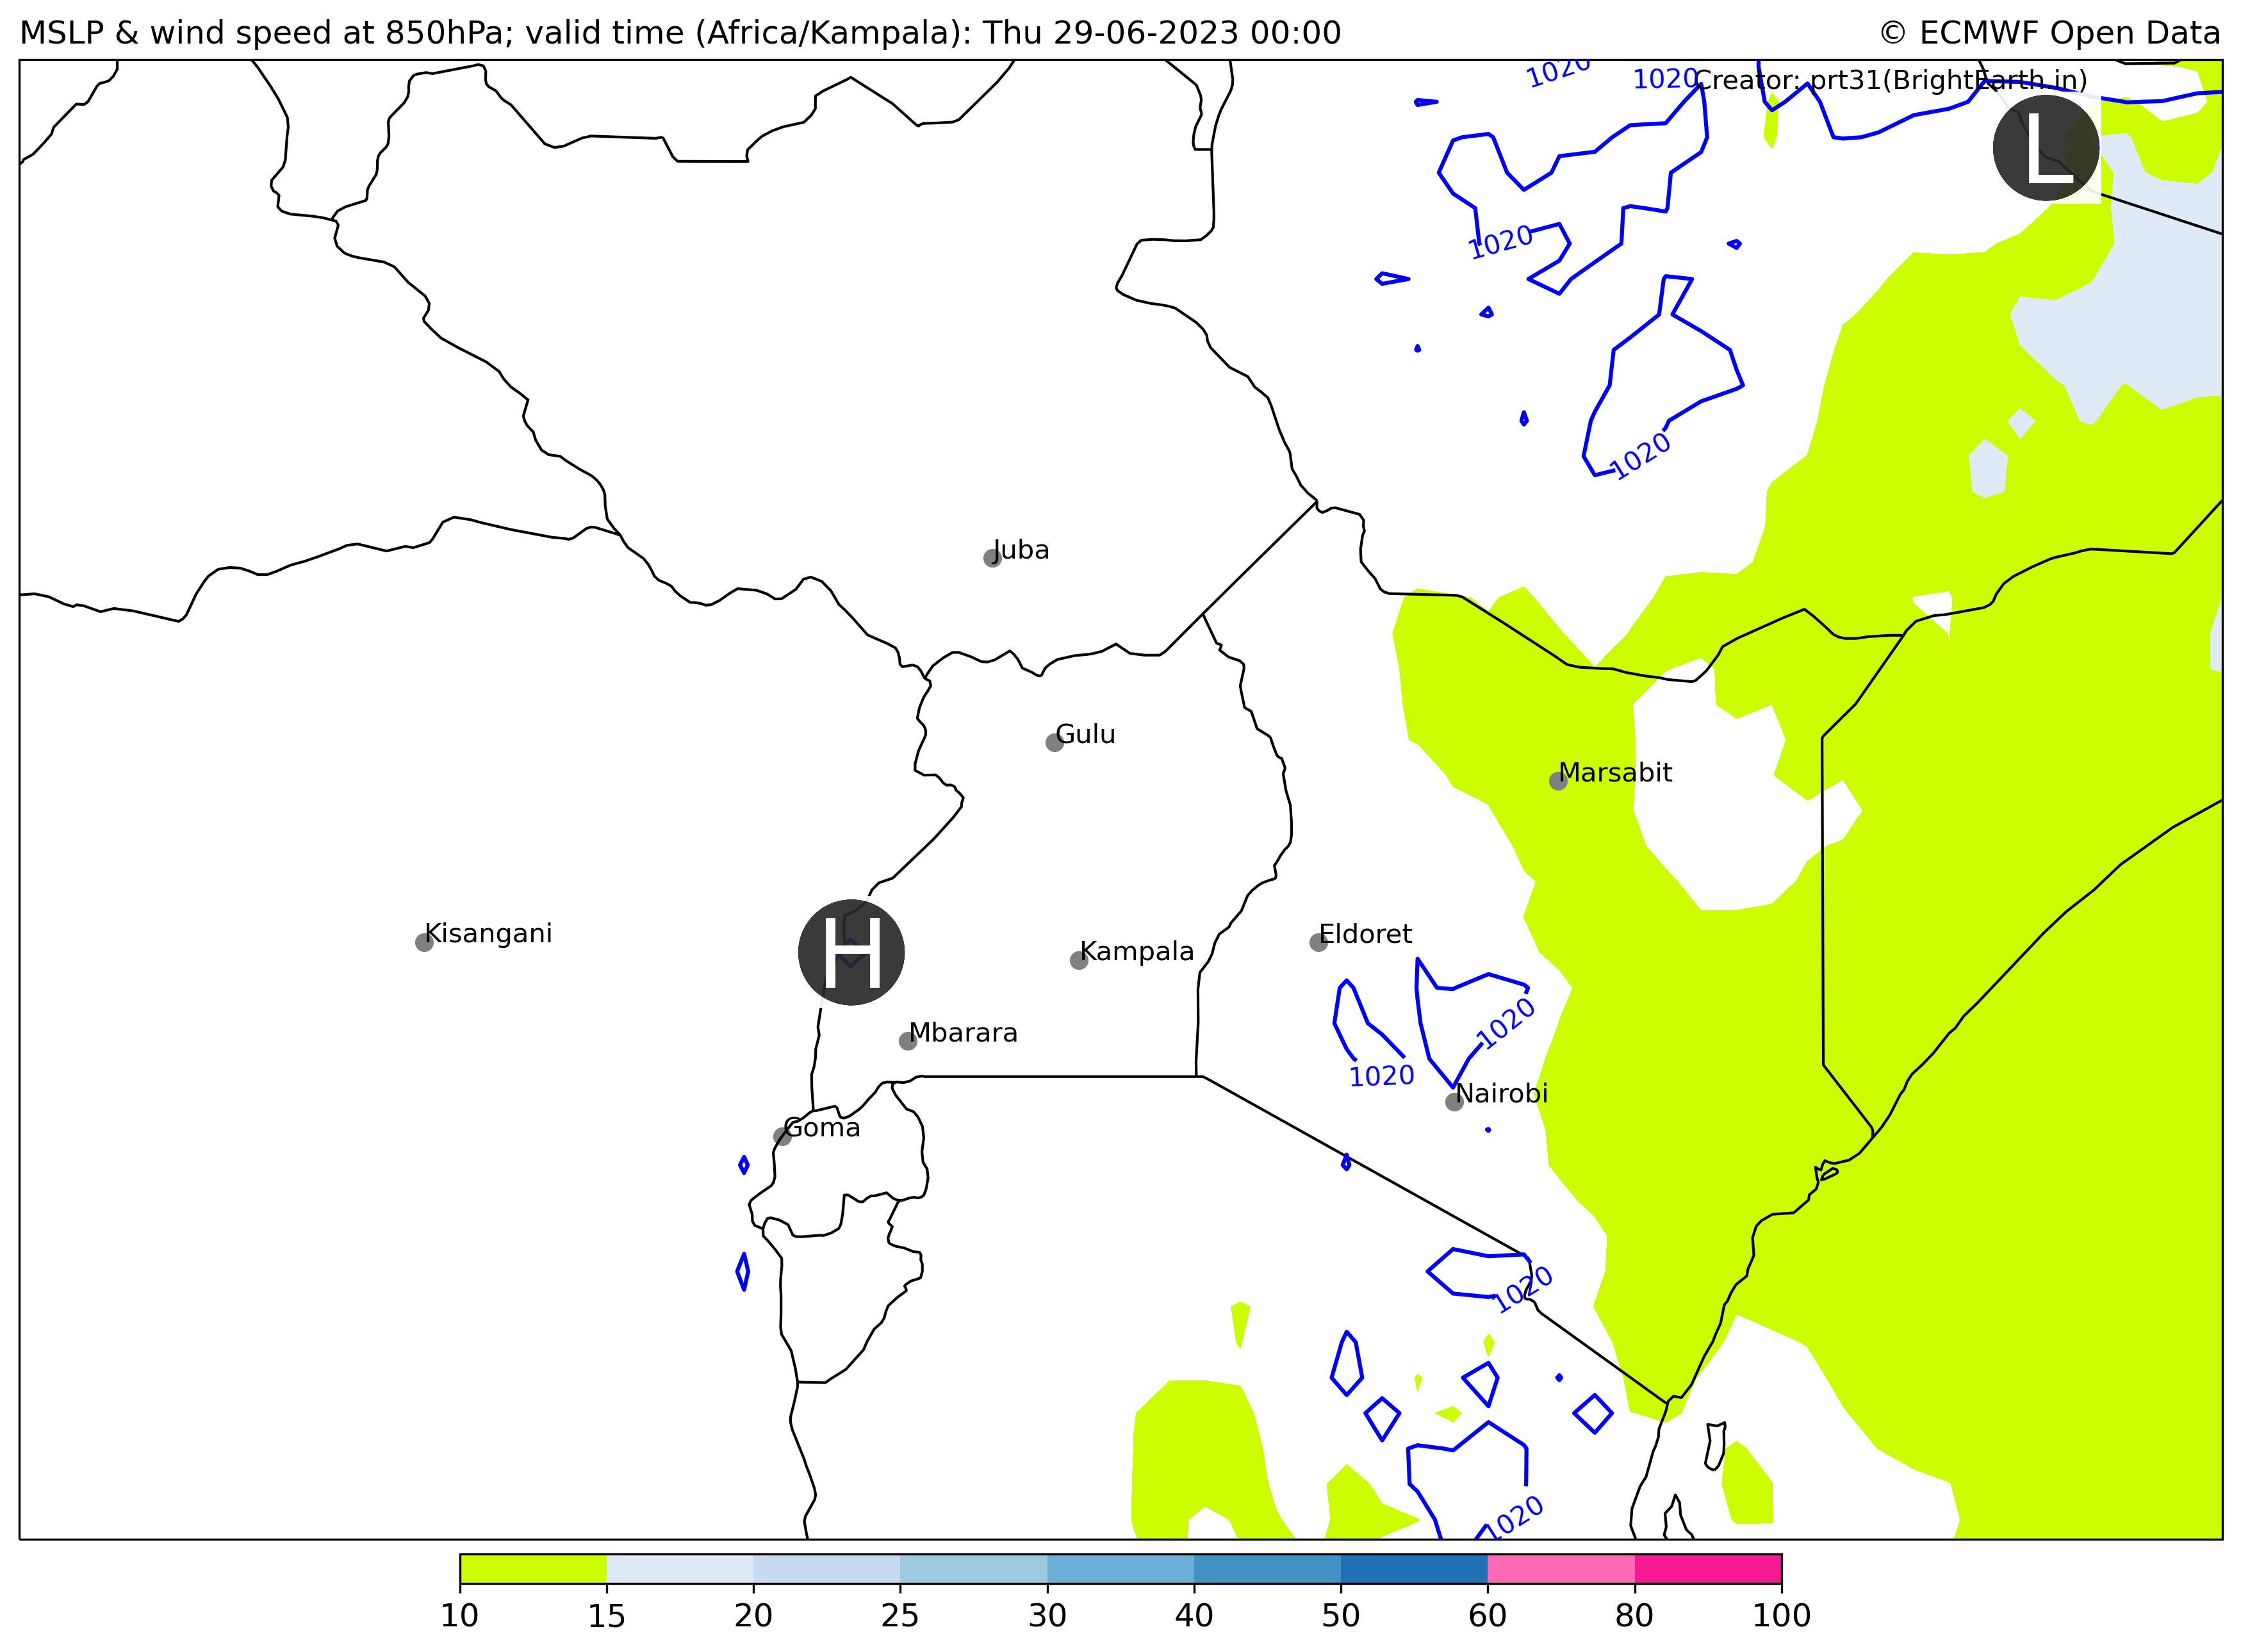 MSLP & wind speed at 850hPa; valid time (Africa/Kampala): Thu 29-06-2023 00:00
© ECMWF Open Data
1020
1020
Creator: prt31(BrightEarth.in)
L
1020
1020
Juba
Gulu
Marsabit
Kisangani
H
Kampala
Eldoret
1020
Mbarara
1020
Nairobi
Goma
1020
1020
10 15 20 25 30 40 50 60 80 100